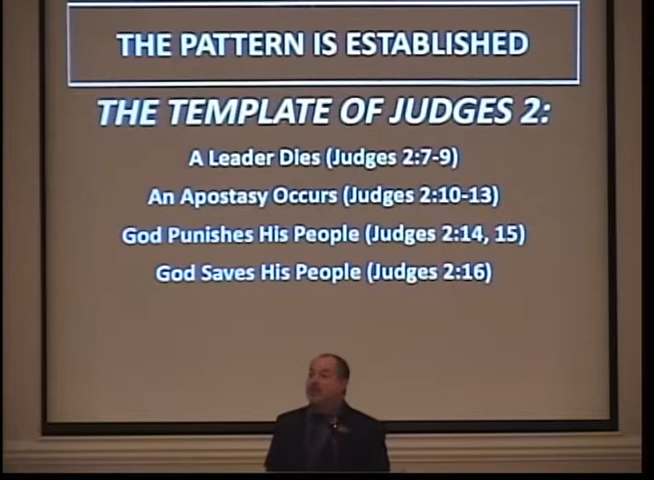 THE PATTERN IS ESTABLISHED
THE TEMPLATE OF JUDGES 2:
A Leader Dies (Judges 2:7-9)
An Apostasy Occurs (Judges 2:10-13)
God Punishes His People (Judges 2:14, 15)
God Saves His People (Judges 2:16)